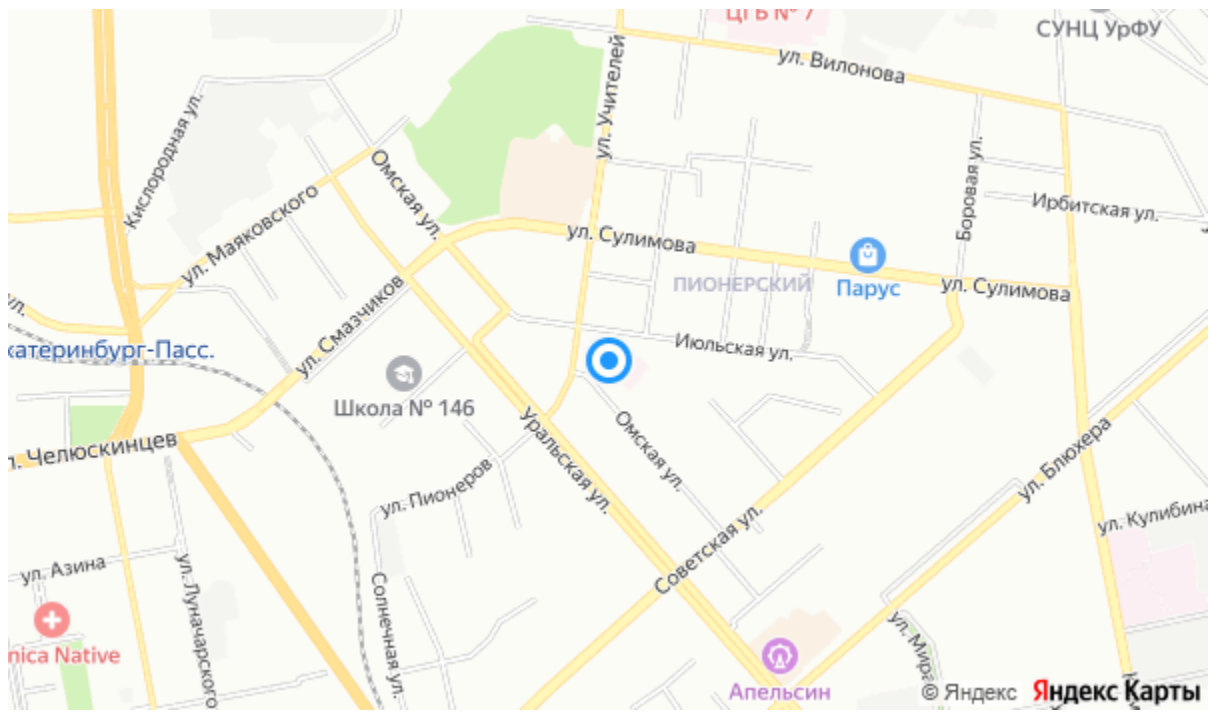 ЦГБ № 7
СУНЦ УрФУ
ул. Вилонова
ул. Учителей
Кислородная ул.
Омская ул.
Боровая ул.
ул. Маяковского
Ирбитская ул.
ул. Сулимова
ПИОНЕРСКИЙ
Парус
ул. Сулимова
ул. Смазчиков
ул.
катеринбург-Пасс.
Июльская ул.
Школа № 146
Уральская ул.
Омская ул.
ул. Блюхера
л. Челюскинцев
ул. Пионеров
Советская ул.
ул. Кулибина
ул. Азина
ул. Луначарского
Солнечная ул.
ул. Мира
nica Native
Апельсин
© Яндекс Яндекс Карты